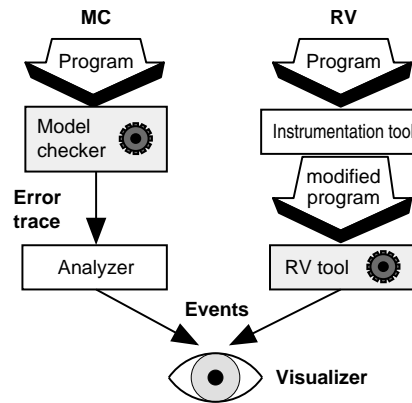 MC
RV
Program
Program
Model
checker
Instrumentation tool
modified
program
Error
trace
Analyzer
RV tool
Events
Visualizer